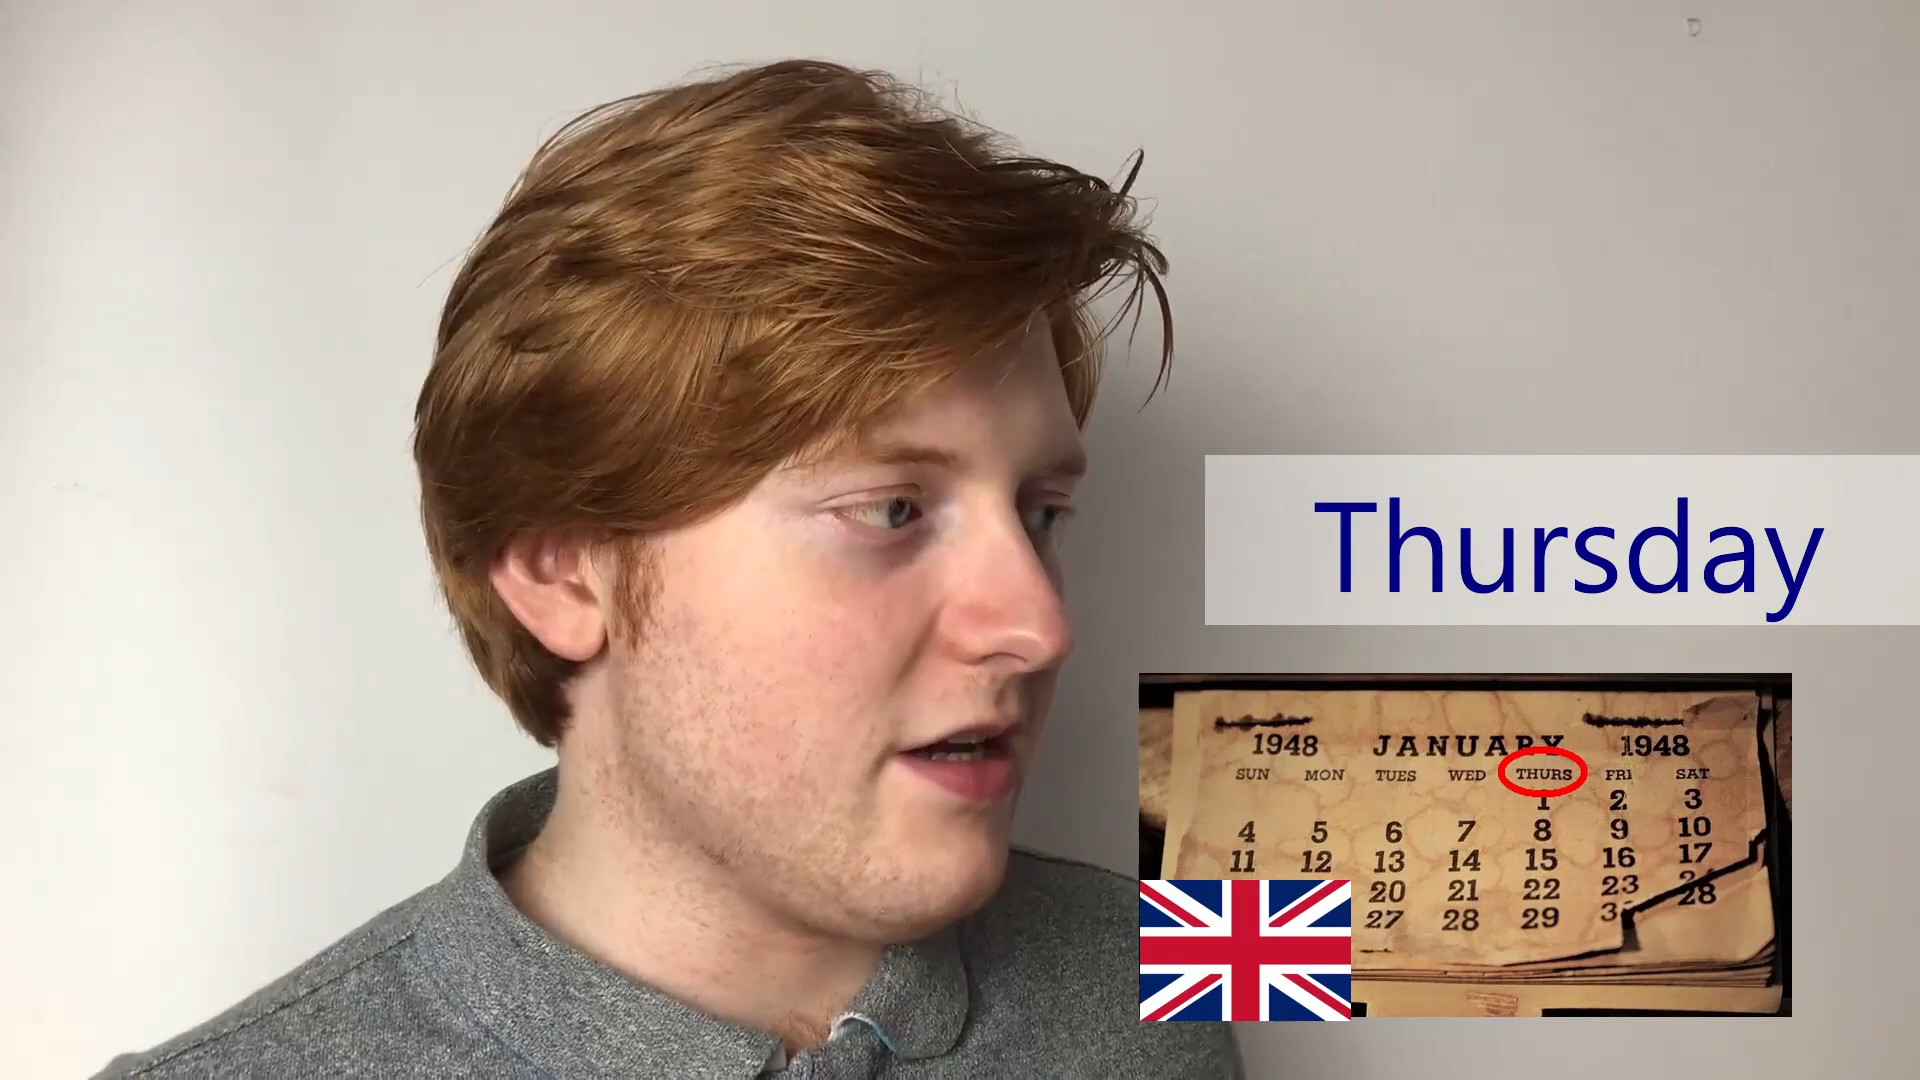 Thursday
1948 JANUARY 1948
SUN MON TUES WED THURS FRI SAT
1 2 3
4 5 6 7 8 9 10
11 12 13 14 15 16 17
20 21 22 23
27 28 29 28